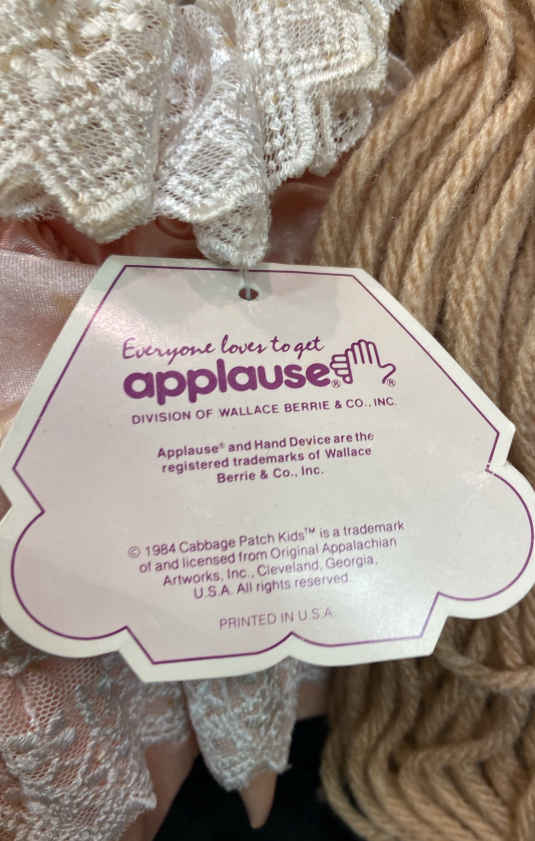 Everyone loves to get
applause®®
DIVISION OF WALLACE BERRIE & CO., INC.
Applause® and Hand Device are the
registered trademarks of Wallace
Berrie & Co., Inc.
© 1984 Cabbage Patch Kids™ is a trademark
of and licensed from Original Appalachian
Artworks, Inc., Cleveland, Georgia,
U.S.A. All rights reserved.
PRINTED IN U.S.A.